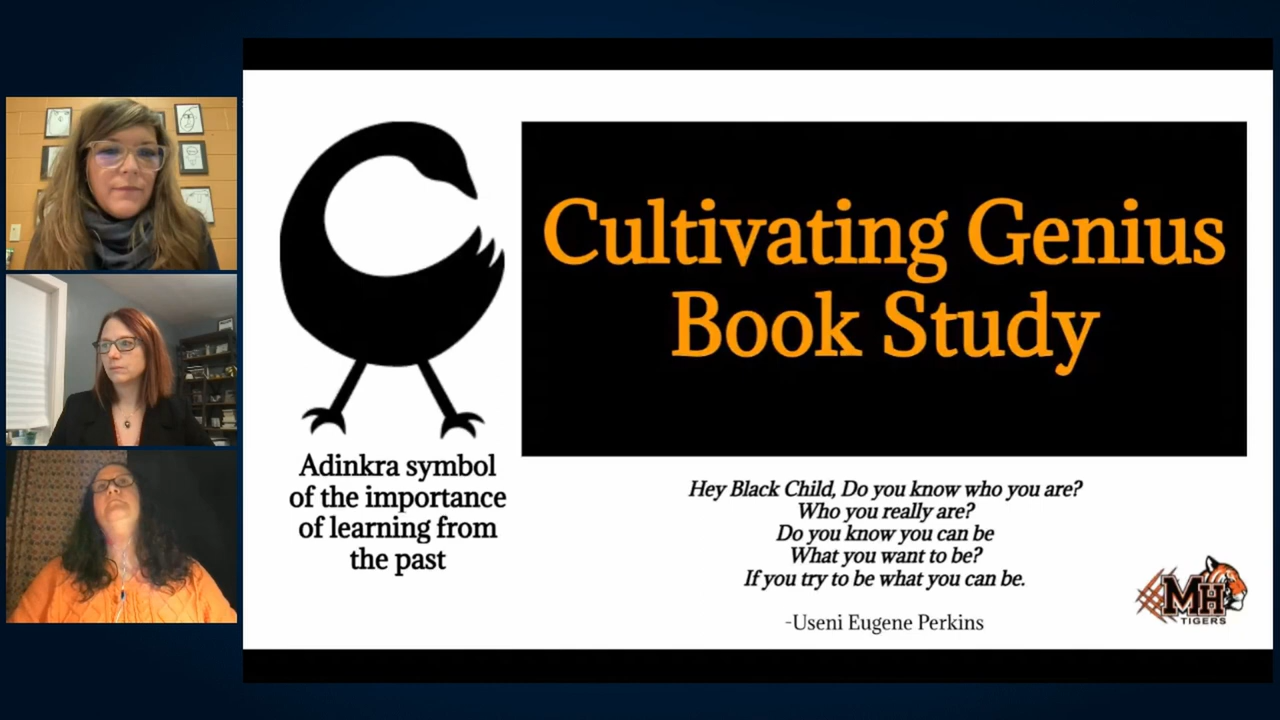 Cultivating Genius
Book Study
Adinkra symbol
of the importance
of learning from
the past
Hey Black Child, Do you know who you are?
Who you really are?
Do you know you can be
What you want to be?
If you try to be what you can be.
-Useni Eugene Perkins
MH
TIGERS